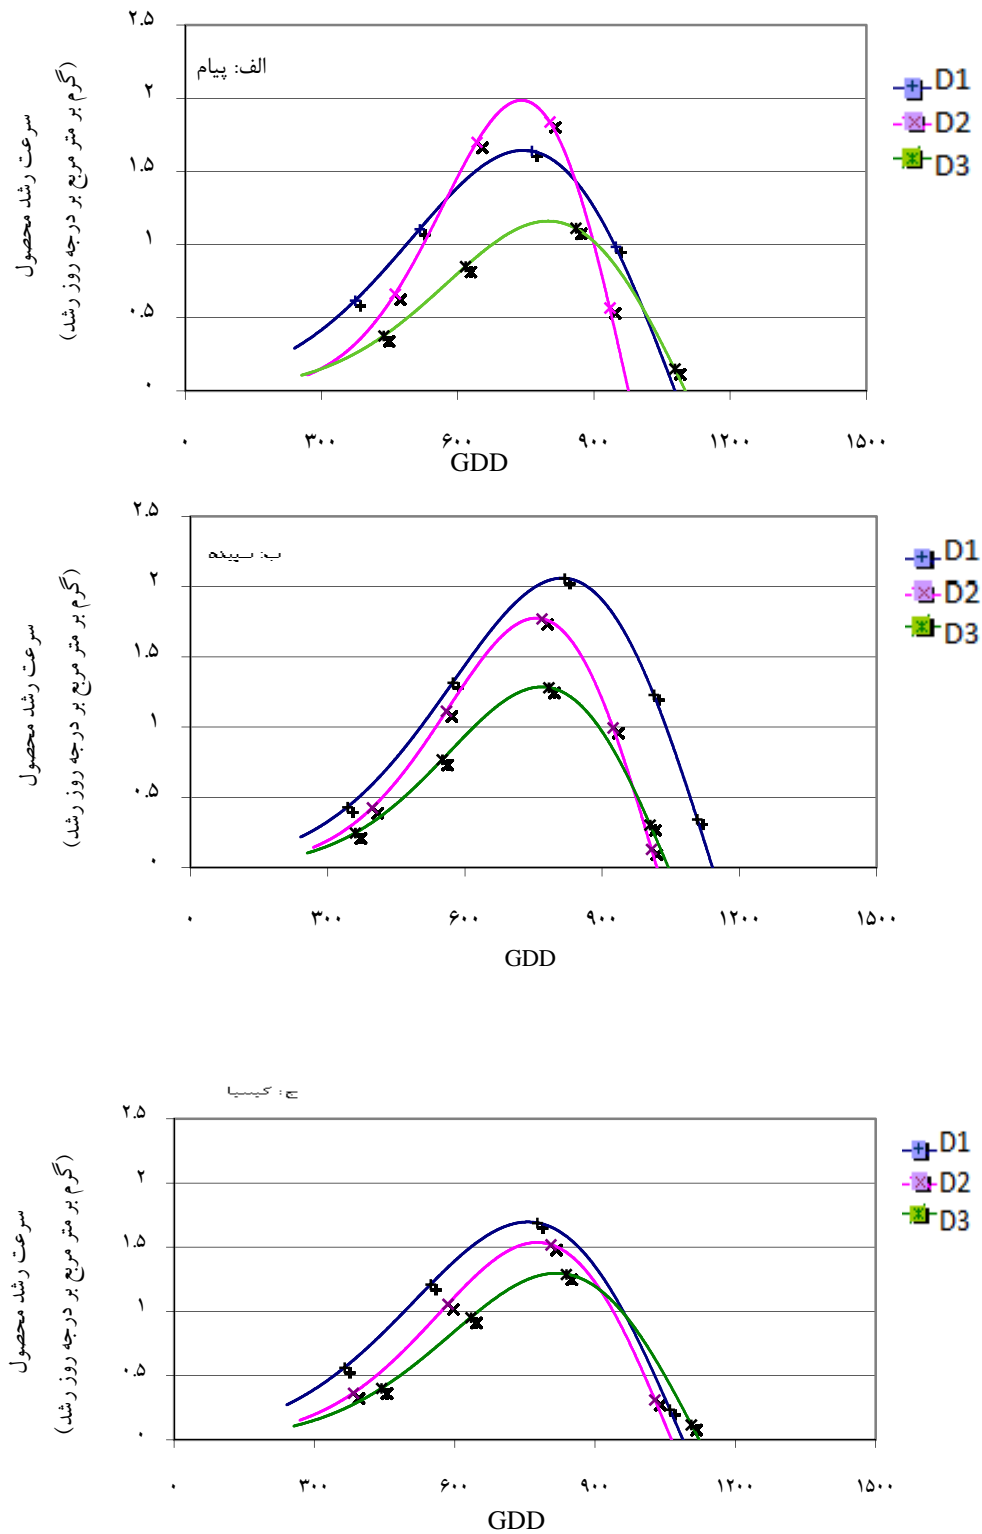 الف: پیام
سرعت رشد محصول
(گرم بر متر مربع بر درجه روز رشد)
۲.۵
۲
۱.۵
۱
۰.۵
۰
۰ ۳۰۰ ۶۰۰ ۹۰۰ ۱۲۰۰ ۱۵۰۰
GDD
D1
D2
D3
ب: سپینه
سرعت رشد محصول
(گرم بر متر مربع بر درجه روز رشد)
۲.۵
۲
۱.۵
۱
۰.۵
۰
۰ ۳۰۰ ۶۰۰ ۹۰۰ ۱۲۰۰ ۱۵۰۰
GDD
D1
D2
D3
ج: کیسیا
سرعت رشد محصول
(گرم بر متر مربع بر درجه روز رشد)
۲.۵
۲
۱.۵
۱
۰.۵
۰
۰ ۳۰۰ ۶۰۰ ۹۰۰ ۱۲۰۰ ۱۵۰۰
GDD
D1
D2
D3